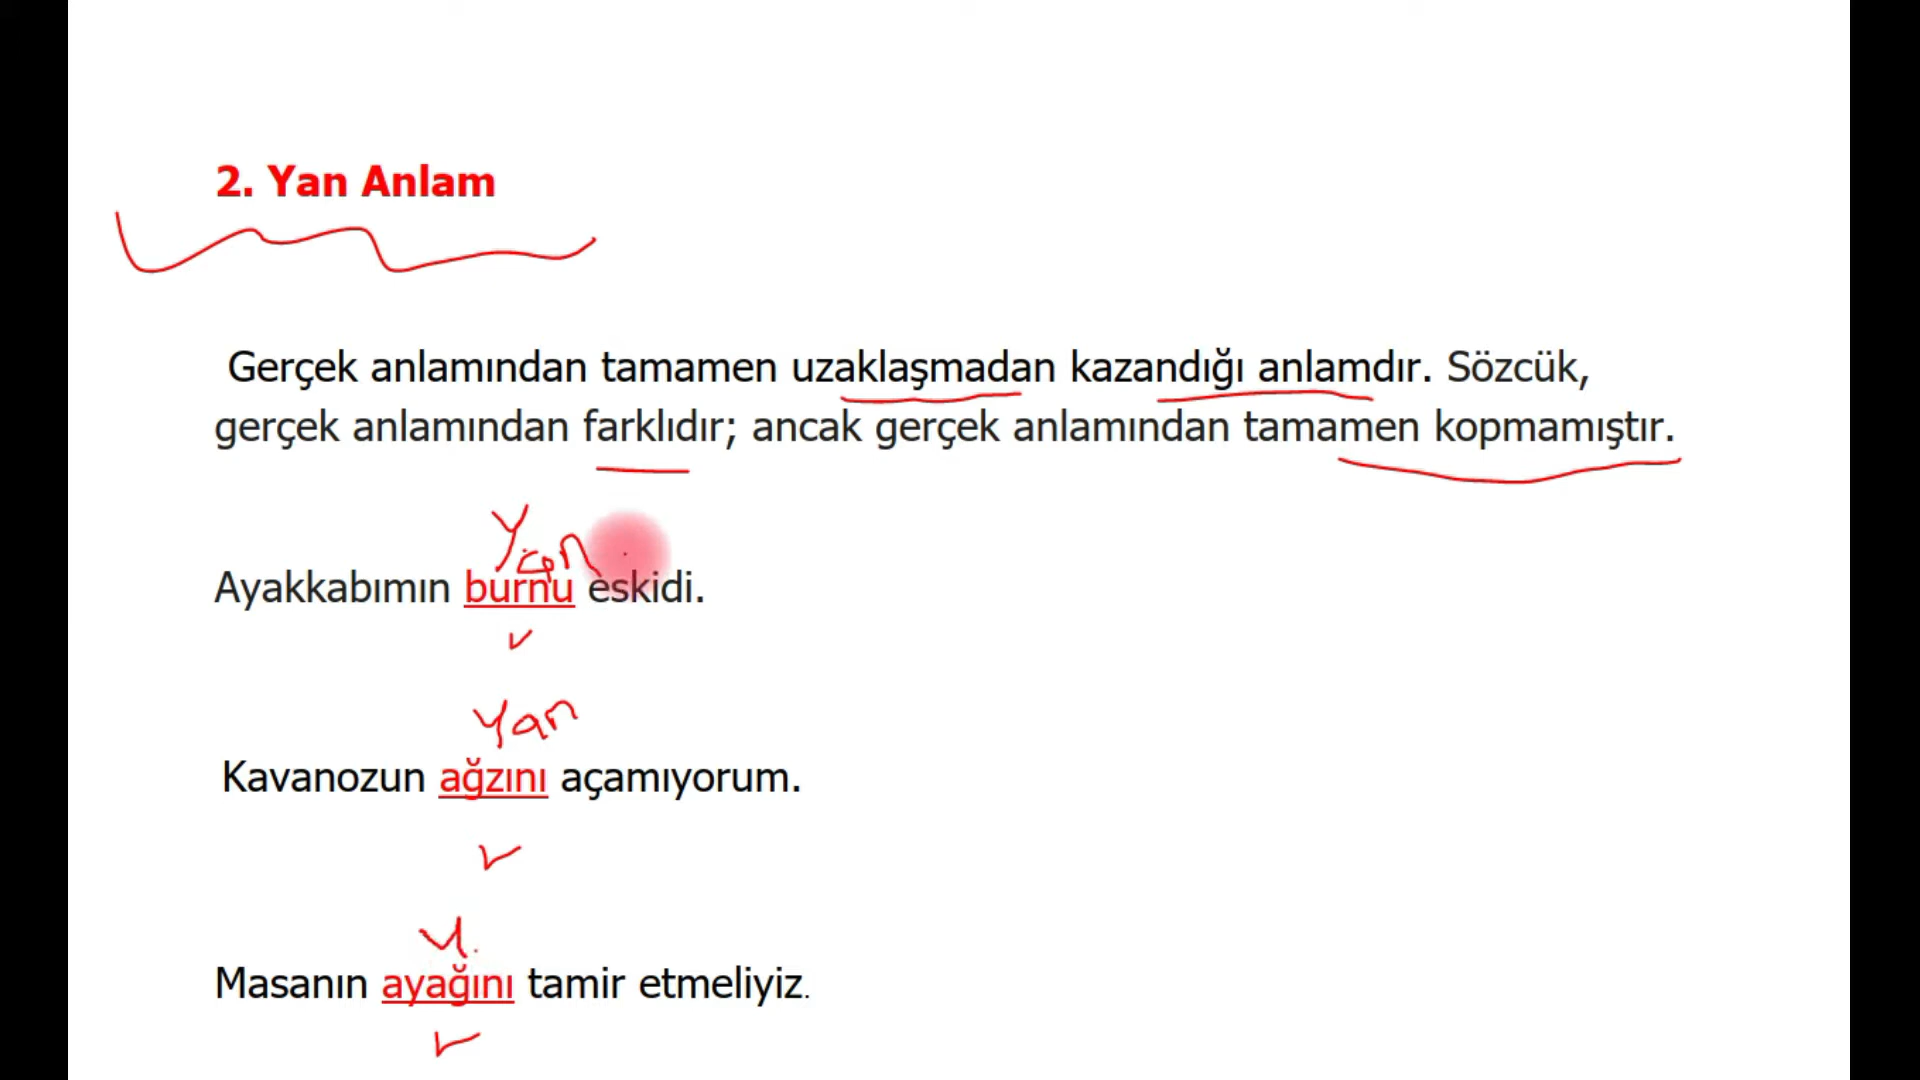 2. Yan Anlam
Gerçek anlamından tamamen uzaklaşmadan kazandığı anlamdır. Sözcük,
gerçek anlamından farklıdır; ancak gerçek anlamından tamamen kopmamıştır.
Yan
Ayakkabımın burnu eskidi.
Yan
Kavanozun ağzını açamıyorum.
Y.
Masanın ayağını tamir etmeliyiz.